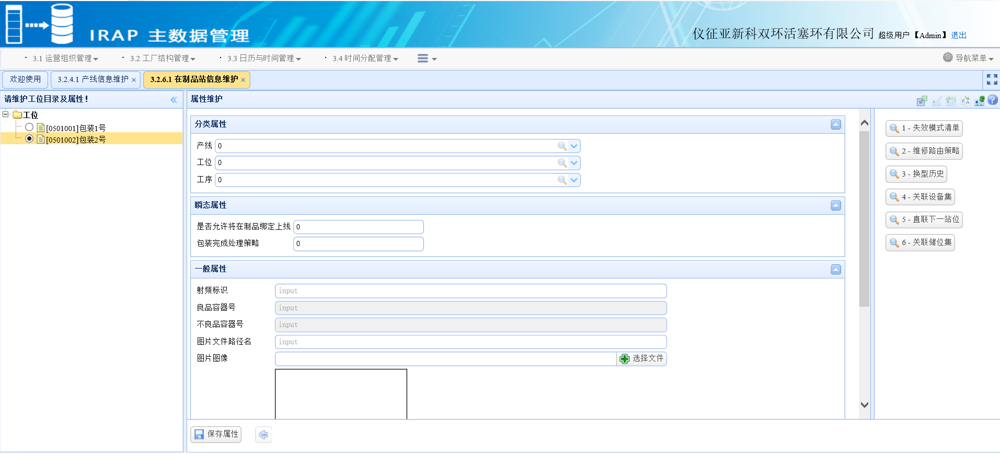 IRAP 主数据管理
仪征亚新科双环活塞环有限公司 超级用户 【Admin】 退出
3.1 运营组织管理
3.2 工厂结构管理
3.3 日历与时间管理
3.4 时间分配管理
导航菜单
欢迎使用
3.2.4.1 产线信息维护
3.2.6.1 在制品站信息维护
请维护工位目录及属性！
工位
[0501001]包装1号
[0501002]包装2号
属性维护
分类属性
产线 0
工位 0
工序 0
瞬态属性
是否允许将在制品绑定上线 0
包装完成处理策略 0
一般属性
射频标识 input
良品容器号 input
不良品容器号 input
图片文件路径名 input
图片图像 选择文件
保存属性
1 - 失效模式清单
2 - 维修路由策略
3 - 换型历史
4 - 关联设备集
5 - 直联下一站位
6 - 关联储位集